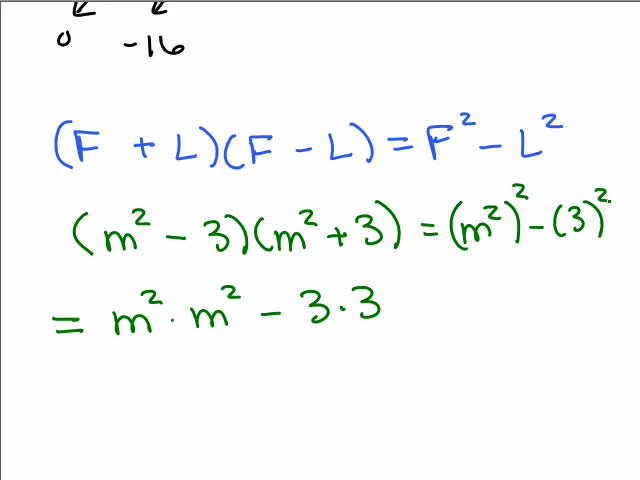 0 -16
(F + L)(F - L) = F² - L²
(m² - 3)(m² + 3) = (m²)² - (3)²
= m² · m² - 3 · 3